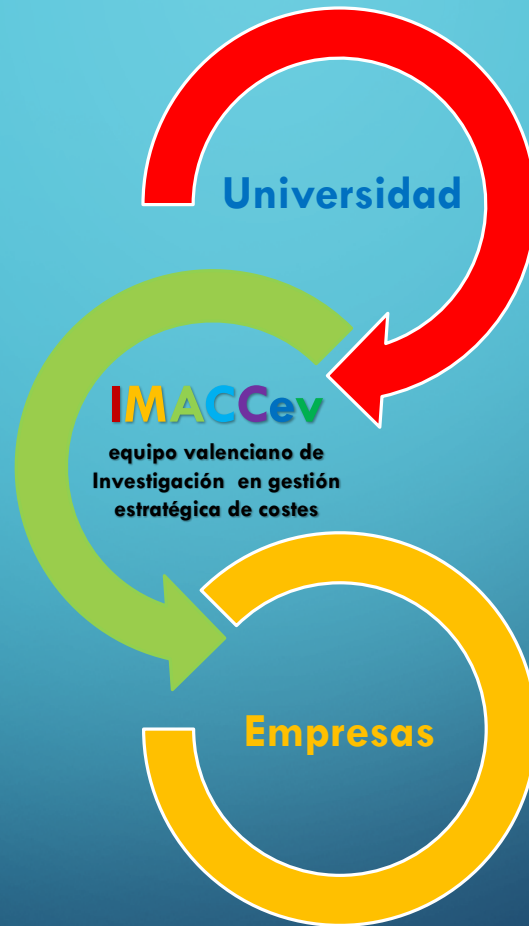 Universidad
IMACCev
equipo valenciano de
Investigación en gestión
estratégica de costes
Empresas